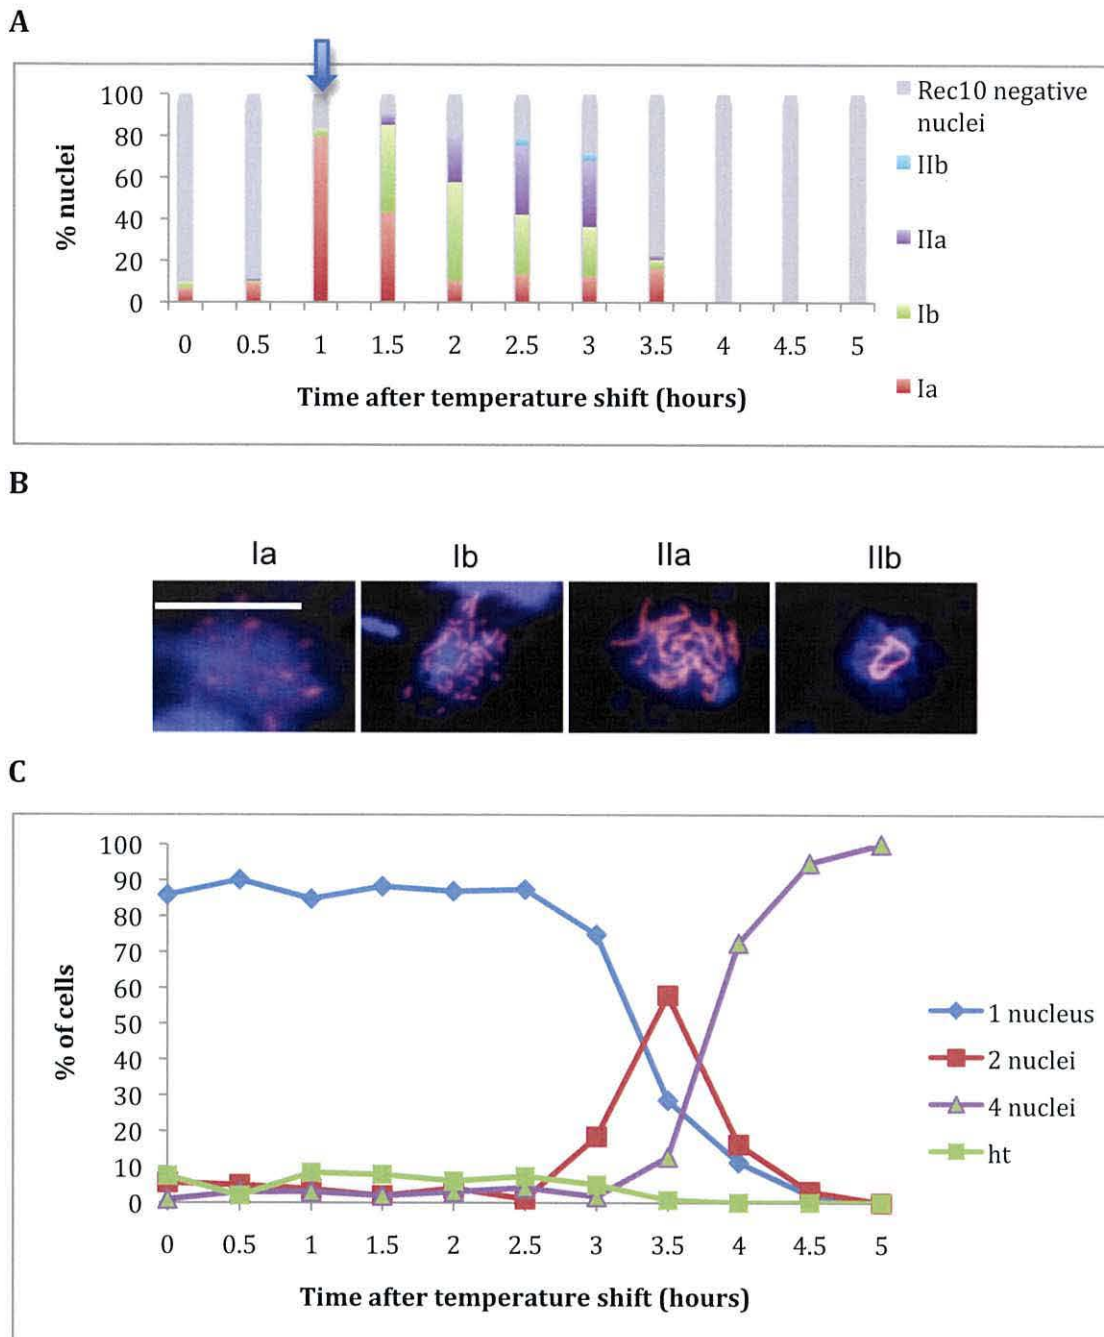 A
100
80
60
40
20
0
% nuclei
0 0.5 1 1.5 2 2.5 3 3.5 4 4.5 5
Time after temperature shift (hours)
Rec10 negative
nuclei
IIb
IIa
Ib
Ia
B
Ia Ib IIa IIb
C
100
90
80
70
60
50
40
30
20
10
0
% of cells
0 0.5 1 1.5 2 2.5 3 3.5 4 4.5 5
Time after temperature shift (hours)
1 nucleus
2 nuclei
4 nuclei
ht